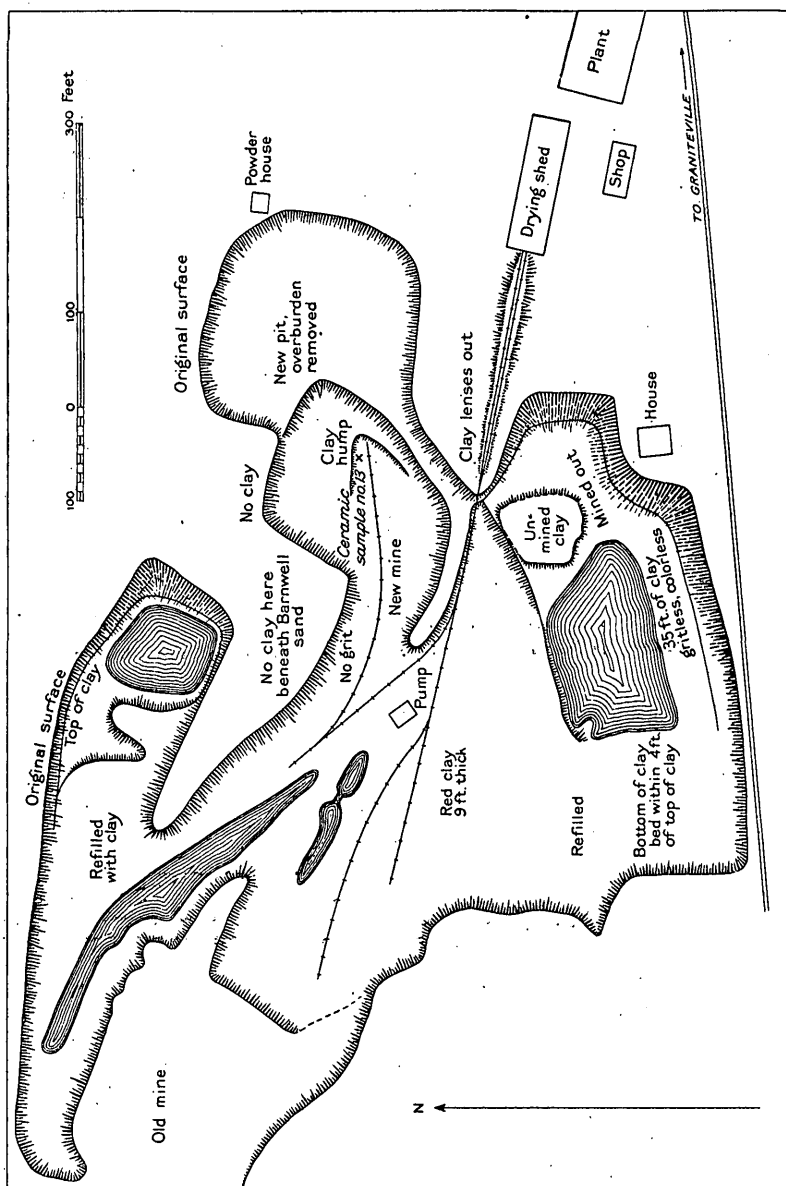 300 Feet
100
0
100
Plant
Shop
Drying shed
TO GRANITEVILLE
Powder
house
Original surface
New pit,
overburden
removed
Clay lenses out
House
No clay
Clay
hump
Ceramic
sample no.13 x
Un-
mined
clay
Mined out
35 ft. of clay
gritless, colorless
New mine
No clay here
beneath Barnwell
sand
No grit
Pump
Original surface
Top of clay
Refilled
with clay
Red clay
9 ft. thick
Refilled
Bottom of clay
bed within 4 ft.
of top of clay
Old mine
N